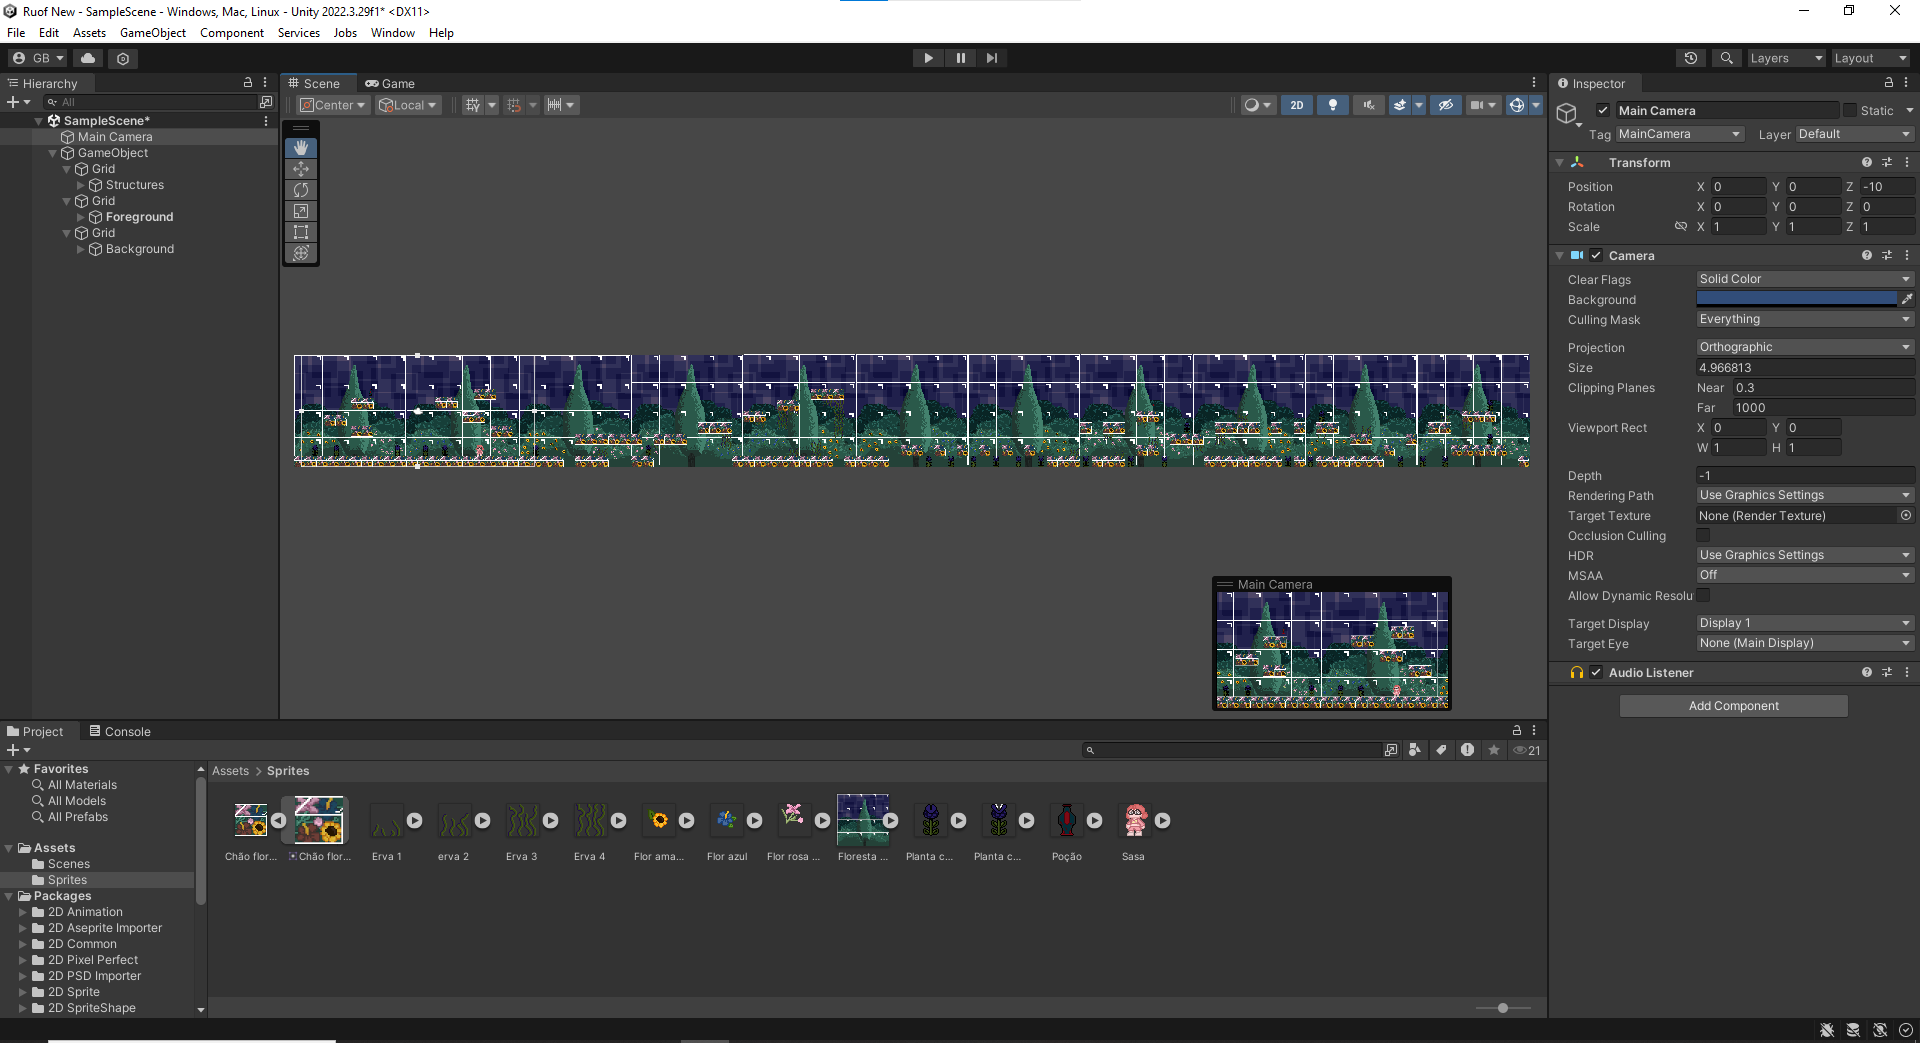 Ruof New - SampleScene - Windows, Mac, Linux - Unity 2022.3.29f1* <DX11>
File Edit Assets GameObject Component Services Jobs Window Help
GB
Layers
Layout
Hierarchy
All
SampleScene*
Main Camera
GameObject
Grid
Structures
Grid
Foreground
Grid
Background
Scene
Game
Center
Local
2D
Main Camera
Inspector
Main Camera
Static
Tag MainCamera Layer Default
Transform
Position X 0 Y 0 Z -10
Rotation X 0 Y 0 Z 0
Scale X 1 Y 1 Z 1
Camera
Clear Flags Solid Color
Background
Culling Mask Everything
Projection Orthographic
Size 4.966813
Clipping Planes Near 0.3
Far 1000
Viewport Rect X 0 Y 0
W 1 H 1
Depth -1
Rendering Path Use Graphics Settings
Target Texture None (Render Texture)
Occlusion Culling
HDR Use Graphics Settings
MSAA Off
Allow Dynamic Resolu
Target Display Display 1
Target Eye None (Main Display)
Audio Listener
Add Component
Project
Console
21
Favorites
All Materials
All Models
All Prefabs
Assets
Scenes
Sprites
Packages
2D Animation
2D Aseprite Importer
2D Common
2D Pixel Perfect
2D PSD Importer
2D Sprite
2D SpriteShape
Assets > Sprites
Chão flor... Chão flor... Erva 1 erva 2 Erva 3 Erva 4 Flor ama... Flor azul Flor rosa ... Floresta ... Planta c... Planta c... Poção Sasa